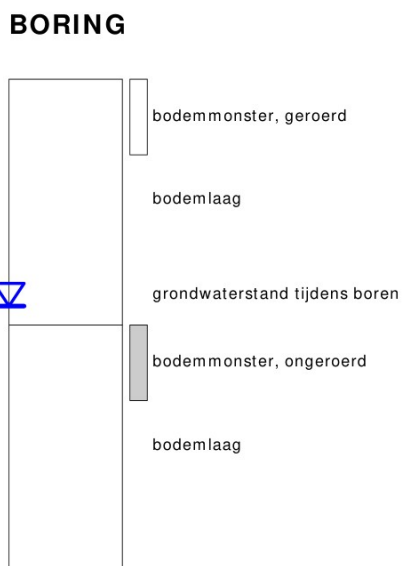 BORING
bodemmonster, geroerd
bodemlaag
grondwaterstand tijdens boren
bodemmonster, ongeroerd
bodemlaag